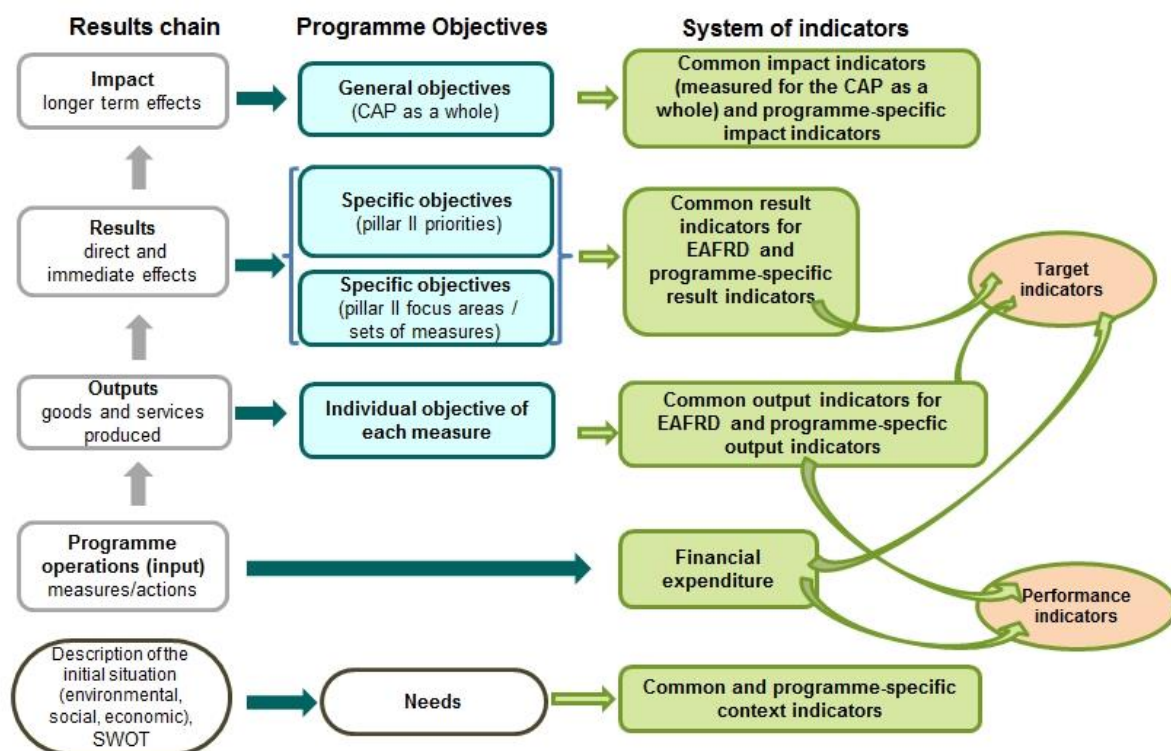 Results chain
Programme Objectives
System of indicators
Impact
longer term effects
General objectives
(CAP as a whole)
Common impact indicators
(measured for the CAP as a
whole) and programme-specific
impact indicators
Results
direct and
immediate effects
Specific objectives
(pillar II priorities)
Specific objectives
(pillar II focus areas /
sets of measures)
Common result
indicators for
EAFRD and
programme-specific
result indicators
Target
indicators
Outputs
goods and services
produced
Individual objective of
each measure
Common output indicators for
EAFRD and programme-specfic
output indicators
Programme
operations (input)
measures/actions
Financial
expenditure
Performance
indicators
Description of the
initial situation
(environmental,
social, economic),
SWOT
Needs
Common and programme-specific
context indicators